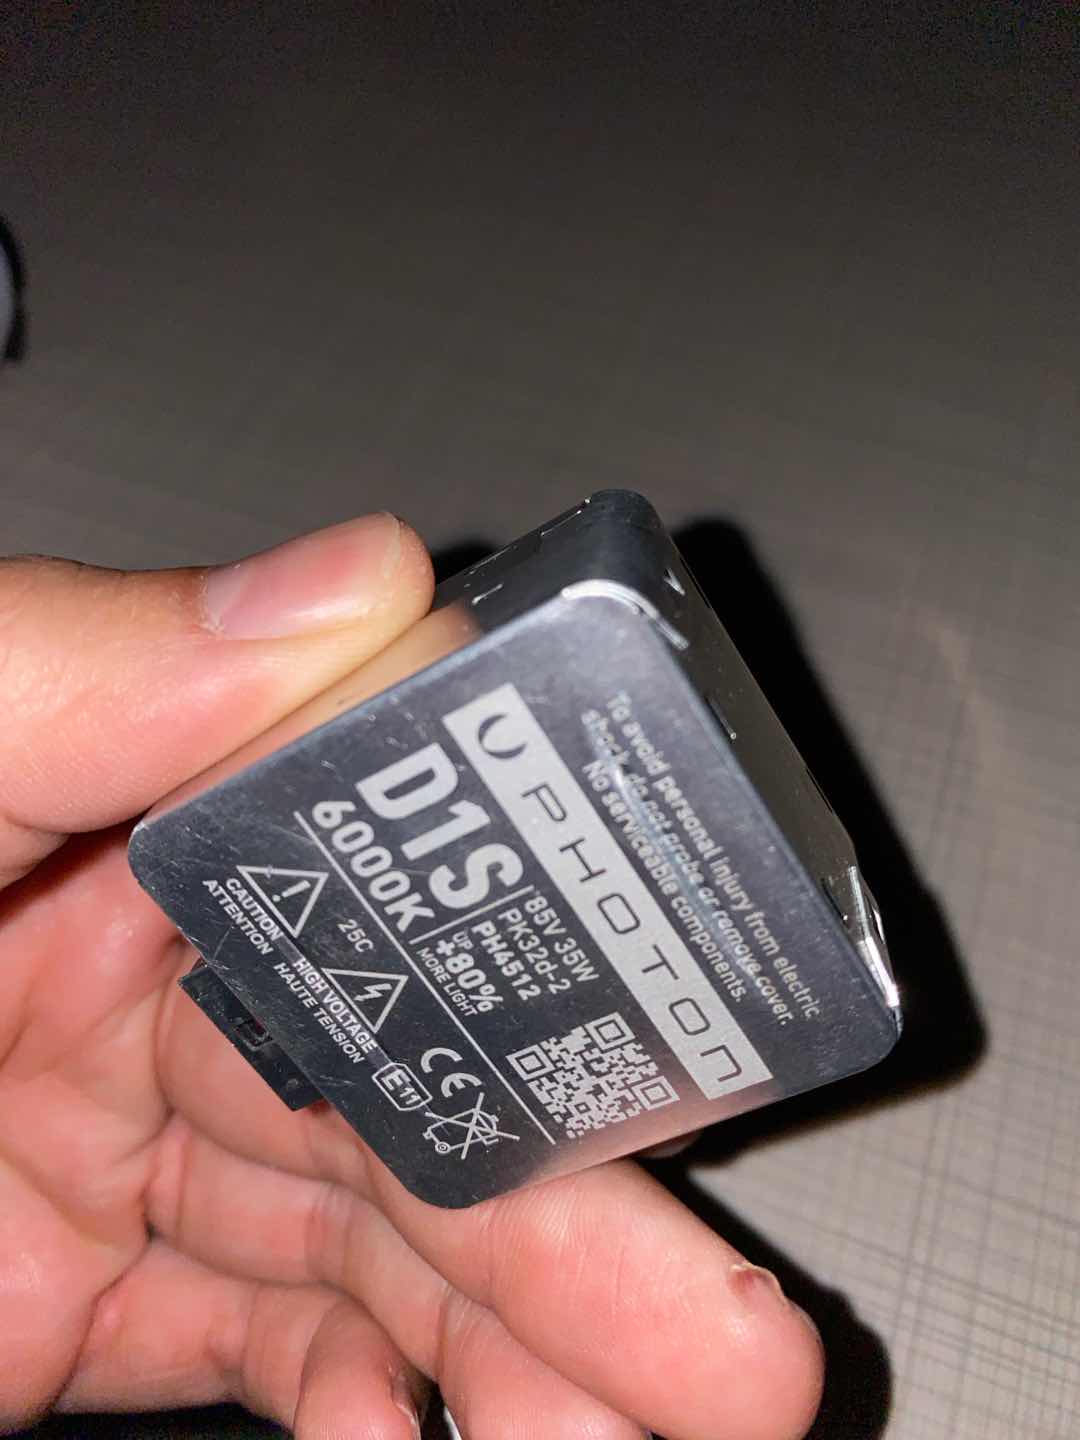 To avoid personal injury from electric
shock, do not probe or remove cover.
No serviceable components.
PHOTON
D1S
85V 35W
PK32d-2
PH4512
6000K
UP
+80%
MORE LIGHT
CAUTION
ATTENTION
25C
HIGH VOLTAGE
HAUTE TENSION
CE
E11